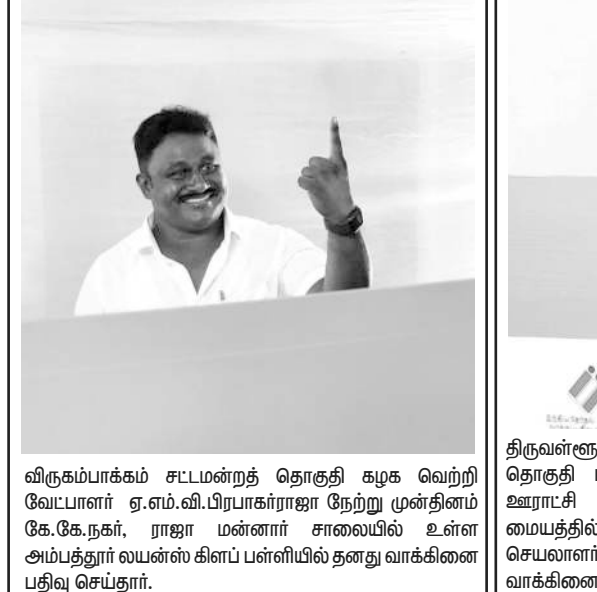 விருகம்பாக்கம் சட்டமன்றத் தொகுதி கழக வெற்றி
வேட்பாளர் ஏ.எம்.வி.பிரபாகர்ராஜா நேற்று முன்தினம்
கே.கே.நகர், ராஜா மன்னார் சாலையில் உள்ள
அம்பத்தூர் லயன்ஸ் கிளப் பள்ளியில் தனது வாக்கினை
பதிவு செய்தார்.
திருவள்ளூ
தொகுதி
ஊராட்சி
மையத்தில்
செயலாளர்
வாக்கினை